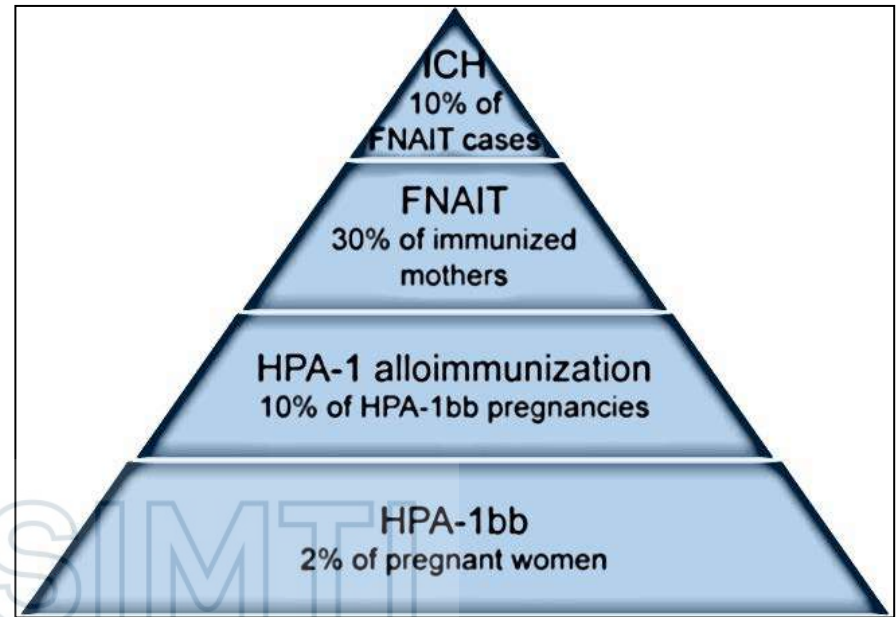 ICH
10% of
FNAIT cases
FNAIT
30% of immunized
mothers
HPA-1 alloimmunization
10% of HPA-1bb pregnancies
HPA-1bb
2% of pregnant women
SIMTI